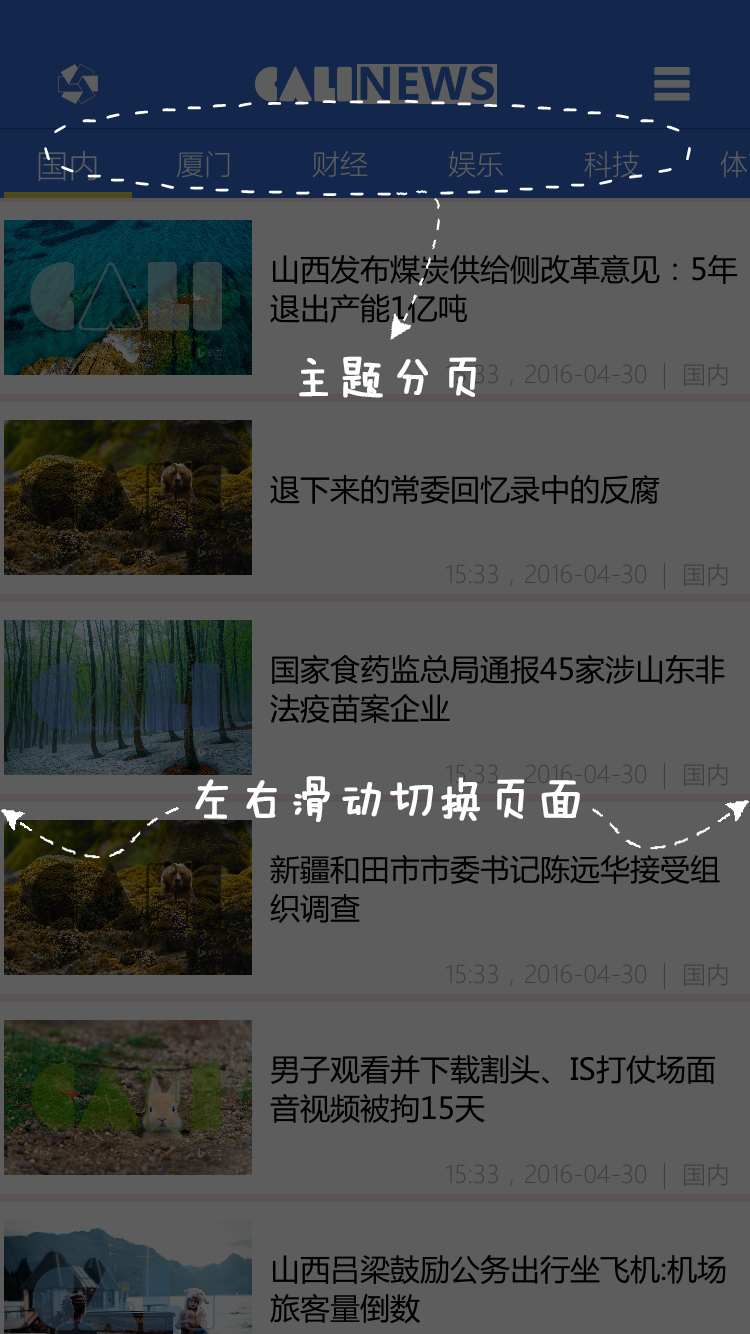 CALINEWS
国内 厦门 财经 娱乐 科技 体
CALI
山西发布煤炭供给侧改革意见：5年
退出产能1亿吨
:33，2016-04-30 | 国内
主题分页
退下来的常委回忆录中的反腐
15:33，2016-04-30 | 国内
CALI
国家食药监总局通报45家涉山东非
法疫苗案企业
15:33，2016-04-30 | 国内
左右滑动切换页面
新疆和田市市委书记陈远华接受组
织调查
15:33，2016-04-30 | 国内
CALI
男子观看并下载割头、IS打仗场面
音视频被拘15天
15:33，2016-04-30 | 国内
山西吕梁鼓励公务出行坐飞机:机场
旅客量倒数